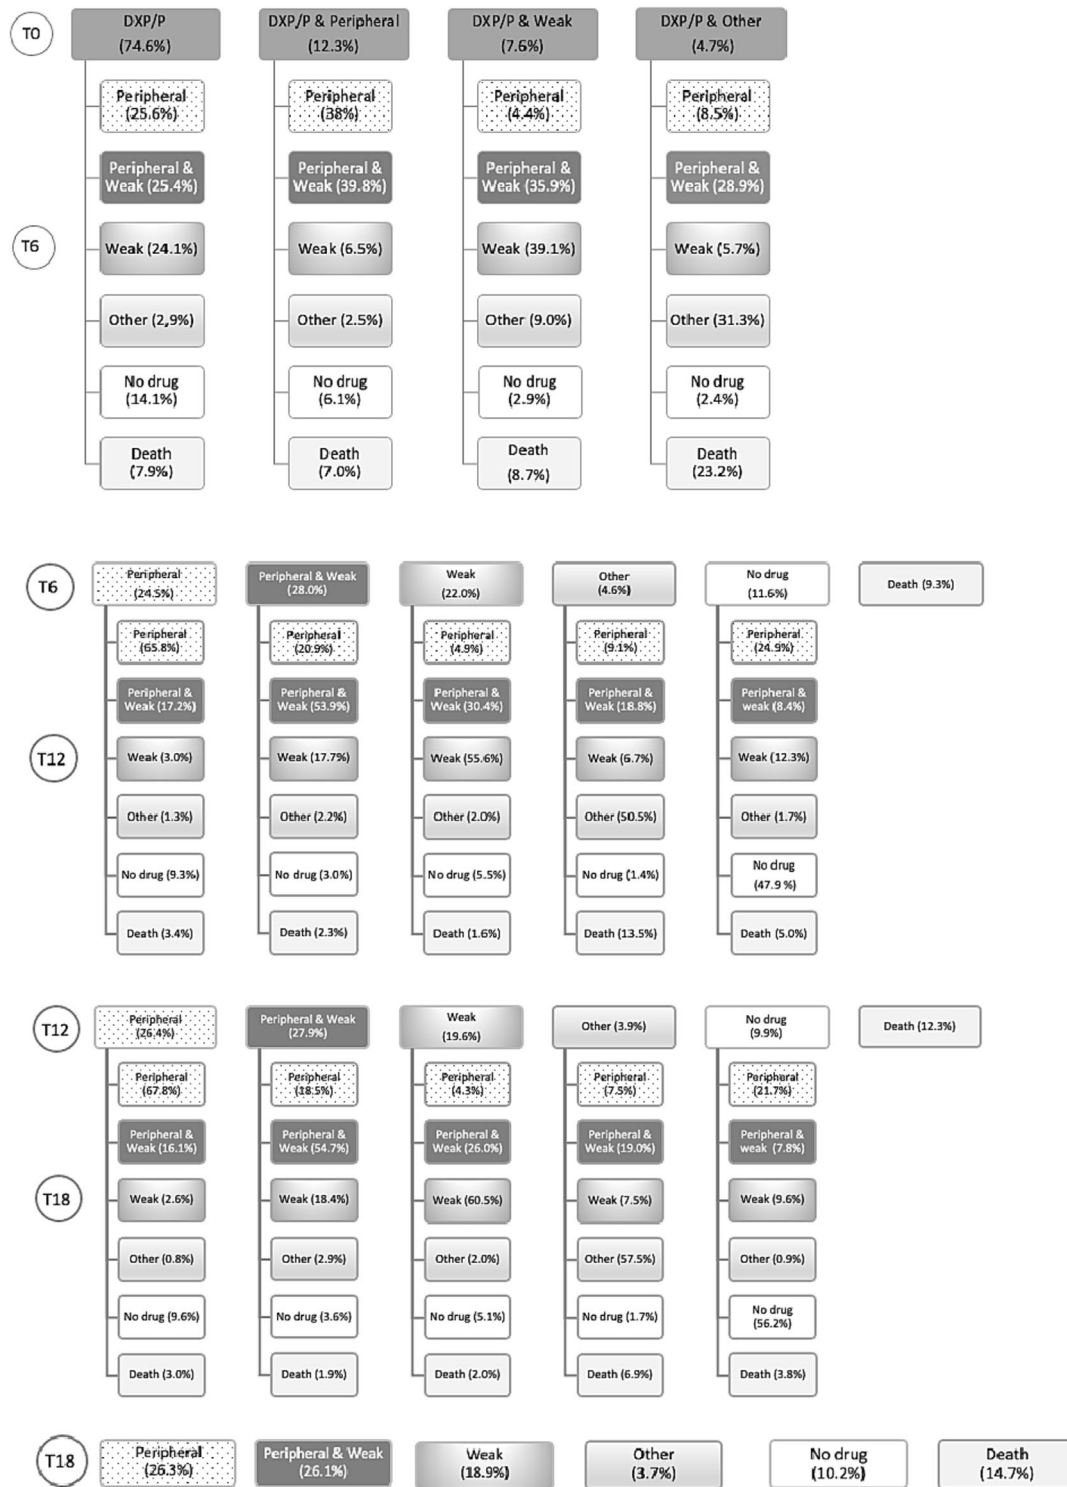 T0
DXP/P
(74.6%)
DXP/P & Peripheral
(12.3%)
DXP/P & Weak
(7.6%)
DXP/P & Other
(4.7%)
T6
Peripheral
(25.6%)
Peripheral &
Weak (25.4%)
Weak (24.1%)
Other (2,9%)
No drug
(14.1%)
Death
(7.9%)
Peripheral
(38%)
Peripheral &
Weak (39.8%)
Weak (6.5%)
Other (2.5%)
No drug
(6.1%)
Death
(7.0%)
Peripheral
(4.4%)
Peripheral &
Weak (35.9%)
Weak (39.1%)
Other (9.0%)
No drug
(2.9%)
Death
(8.7%)
Peripheral
(8.5%)
Peripheral &
Weak (28.9%)
Weak (5.7%)
Other (31.3%)
No drug
(2.4%)
Death
(23.2%)
T6
Peripheral
(24.5%)
Peripheral & Weak
(28.0%)
Weak
(22.0%)
Other
(4.6%)
No drug
(11.6%)
Death (9.3%)
T12
Peripheral
(65.8%)
Peripheral &
Weak (17.2%)
Weak (3.0%)
Other (1.3%)
No drug (9.3%)
Death (3.4%)
Peripheral
(20.9%)
Peripheral &
Weak (53.9%)
Weak (17.7%)
Other (2.2%)
No drug (3.0%)
Death (2.3%)
Peripheral
(4.9%)
Peripheral &
Weak (30.4%)
Weak (55.6%)
Other (2.0%)
No drug (5.5%)
Death (1.6%)
Peripheral
(9.1%)
Peripheral &
Weak (18.8%)
Weak (6.7%)
Other (50.5%)
No drug (1.4%)
Death (13.5%)
Peripheral
(24.9%)
Peripheral &
weak (8.4%)
Weak (12.3%)
Other (1.7%)
No drug
(47.9 %)
Death (5.0%)
T12
Peripheral
(26.4%)
Peripheral & Weak
(27.9%)
Weak
(19.6%)
Other (3.9%)
No drug
(9.9%)
Death (12.3%)
T18
Peripheral
(67.8%)
Peripheral &
Weak (16.1%)
Weak (2.6%)
Other (0.8%)
No drug (9.6%)
Death (3.0%)
Peripheral
(18.5%)
Peripheral &
Weak (54.7%)
Weak (18.4%)
Other (2.9%)
No drug (3.6%)
Death (1.9%)
Peripheral
(4.3%)
Peripheral &
Weak (26.0%)
Weak (60.5%)
Other (2.0%)
No drug (5.1%)
Death (2.0%)
Peripheral
(7.5%)
Peripheral &
Weak (19.0%)
Weak (7.5%)
Other (57.5%)
No drug (1.7%)
Death (6.9%)
Peripheral
(21.7%)
Peripheral &
weak (7.8%)
Weak (9.6%)
Other (0.9%)
No drug
(56.2%)
Death (3.8%)
T18
Peripheral
(26.3%)
Peripheral & Weak
(26.1%)
Weak
(18.9%)
Other
(3.7%)
No drug
(10.2%)
Death
(14.7%)